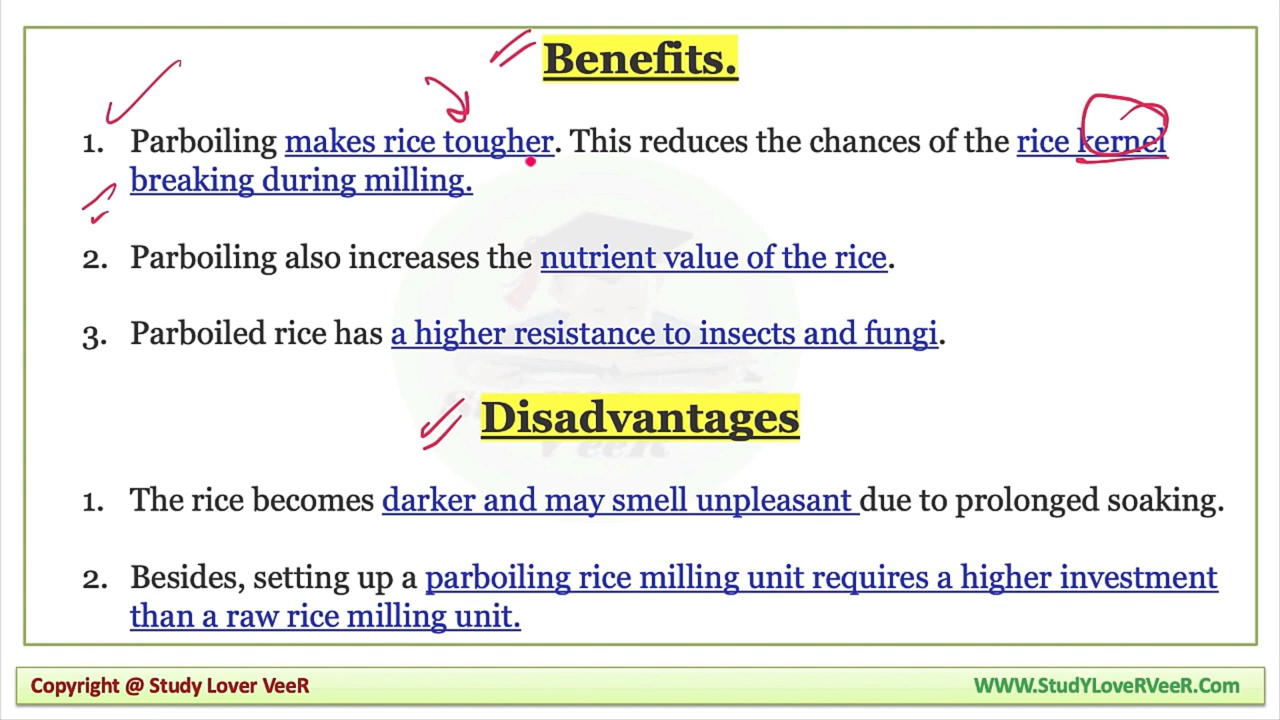 Benefits.
1. Parboiling makes rice tougher. This reduces the chances of the rice kernel
breaking during milling.
2. Parboiling also increases the nutrient value of the rice.
3. Parboiled rice has a higher resistance to insects and fungi.
Disadvantages
1. The rice becomes darker and may smell unpleasant due to prolonged soaking.
2. Besides, setting up a parboiling rice milling unit requires a higher investment
than a raw rice milling unit.
Copyright @ Study Lover VeeR
WWW.StudYLoveRVeeR.Com